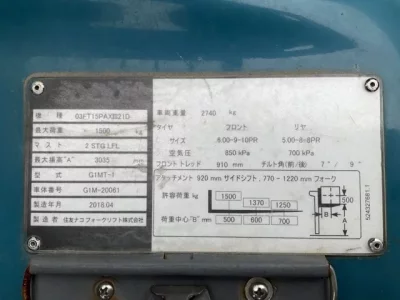 機 種 03FT15PAXIII21D
最大荷重 1500 kg
マ ス ト 2 STG LPL
最大揚高"A" 3035 mm
型 式 G1MT-I
車体番号 G1M-20061
製造年月 2016.04
製造者 住友ナコ フォークリフト株式会社
車両重量 2740 kg
タイヤ フロント リヤ
サイズ 6.00-9-10PR 5.00-8-8PR
空気圧 850 kPa 700 kPa
フロントトレッド 910 mm チルト角(前/後) 7°/ 9°
アタッチメント 920 mm サイドシフト, 770 - 1220 mm フォーク
許容荷重 kg 1500 1370 1250
荷重中心"B" mm 500 600 700
500
B
A
524327881-1